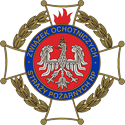 ZWIĄZEK OCHOTNICZYCH
STRAŻY POŻARNYCH RP